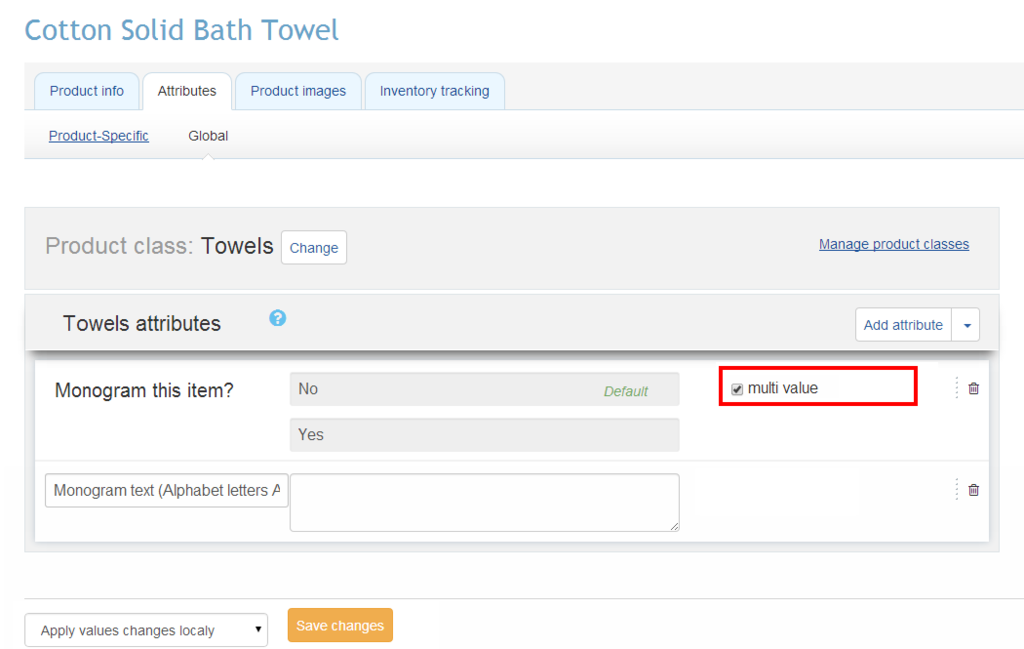 Cotton Solid Bath Towel
Product info Attributes Product images Inventory tracking
Product-Specific Global
Product class: Towels Change Manage product classes
Towels attributes ? Add attribute
Monogram this item? No Default multi value
Yes
Monogram text (Alphabet letters A
Apply values changes localy Save changes